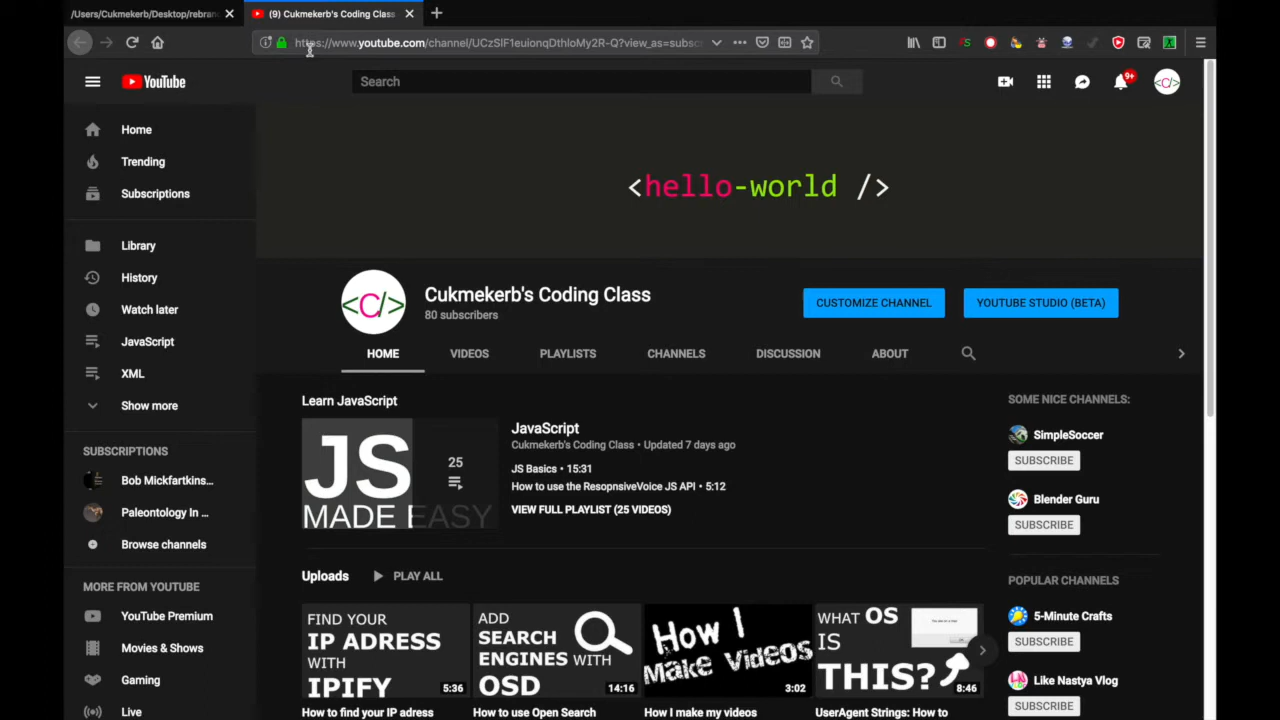 /Users/Cukmekerb/Desktop/rebran
(9) Cukmekerb's Coding Class
https://www.youtube.com/channel/UCzSIF1euionqDthloMy2R-Q?view_as=subsc
YouTube
Search
9+
<C/>
Home
Trending
Subscriptions
Library
History
Watch later
JavaScript
XML
Show more
SUBSCRIPTIONS
Bob Mickfartkins...
Paleontology In ...
Browse channels
MORE FROM YOUTUBE
YouTube Premium
Movies & Shows
Gaming
Live
<hello-world />
<C/>
Cukmekerb's Coding Class
80 subscribers
CUSTOMIZE CHANNEL
YOUTUBE STUDIO (BETA)
HOME
VIDEOS
PLAYLISTS
CHANNELS
DISCUSSION
ABOUT
Learn JavaScript
JS
MADE EASY
25
JavaScript
Cukmekerb's Coding Class • Updated 7 days ago
JS Basics • 15:31
How to use the ResopnsiveVoice JS API • 5:12
VIEW FULL PLAYLIST (25 VIDEOS)
Uploads
PLAY ALL
FIND YOUR
IP ADRESS
WITH
IPIFY
5:36
How to find your IP adress
ADD
SEARCH
ENGINES WITH
OSD
14:16
How to use Open Search
How I
Make Videos
3:02
How I make my videos
WHAT OS
IS
THIS?
8:46
UserAgent Strings: How to
SOME NICE CHANNELS:
SimpleSoccer
SUBSCRIBE
Blender Guru
SUBSCRIBE
POPULAR CHANNELS
5-Minute Crafts
SUBSCRIBE
Like Nastya Vlog
SUBSCRIBE